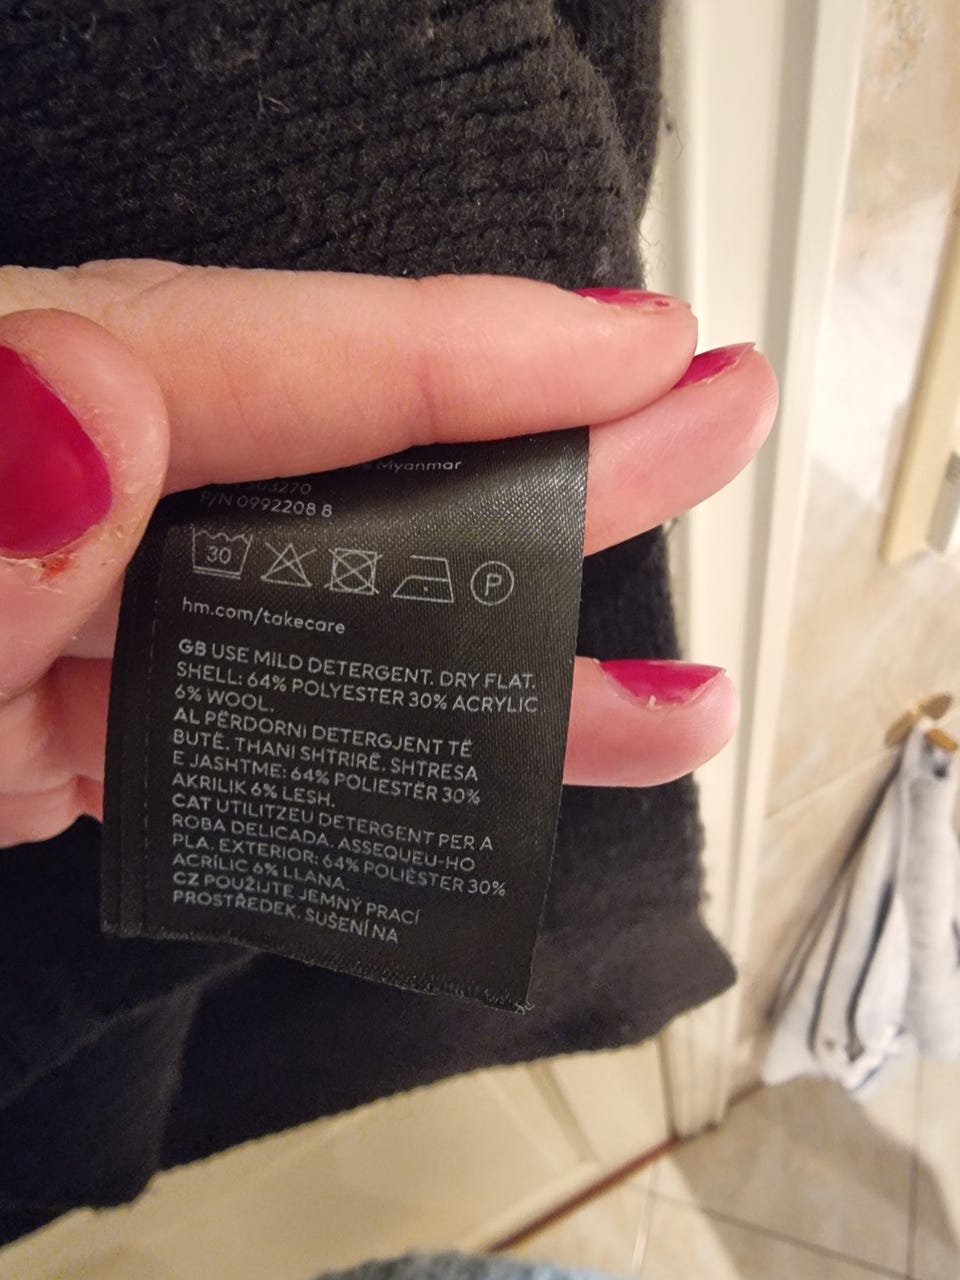 Myanmar
303270
P/N 0992208 8
30
P
hm.com/takecare
GB USE MILD DETERGENT. DRY FLAT.
SHELL: 64% POLYESTER 30% ACRYLIC
6% WOOL.
AL PËRDORNI DETERGJENT TË
BUTË. THANI SHTRIRË. SHTRESA
E JASHTME: 64% POLIESTËR 30%
AKRILIK 6% LESH.
CAT UTILITZEU DETERGENT PER A
ROBA DELICADA. ASSEQUEU-HO
PLA. EXTERIOR: 64% POLIÈSTER 30%
ACRÍLIC 6% LLANA.
CZ POUŽIJTE JEMNÝ PRACÍ
PROSTŘEDEK. SUŠENÍ NA